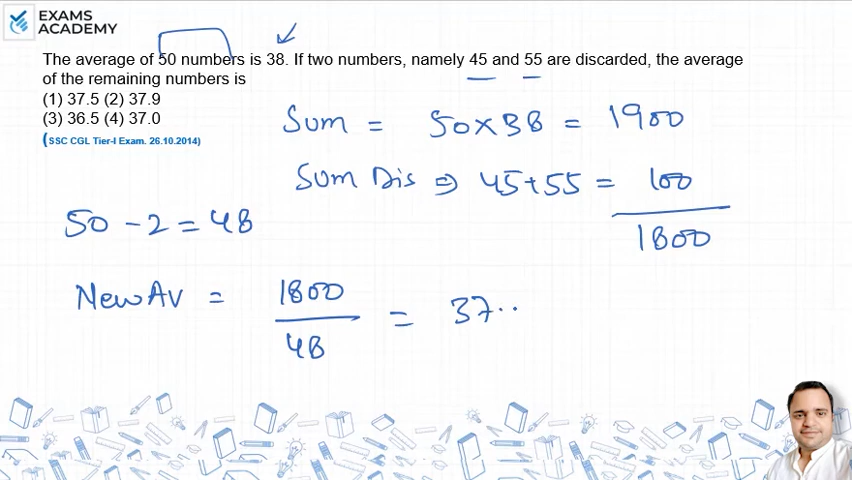 EXAMS
ACADEMY
The average of 50 numbers is 38. If two numbers, namely 45 and 55 are discarded, the average
of the remaining numbers is
(1) 37.5 (2) 37.9
(3) 36.5 (4) 37.0
(SSC CGL Tier-I Exam. 26.10.2014)
Sum = 50×38 = 1900
Sum Dis ⇒ 45+55 = 100
1800
50 - 2 = 48
New Av = 1800
48
= 37..